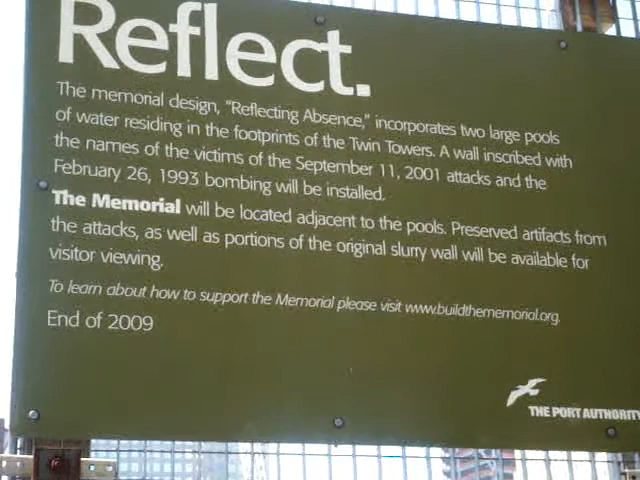 Reflect.
The memorial design, "Reflecting Absence," incorporates two large pools
of water residing in the footprints of the Twin Towers. A wall inscribed with
the names of the victims of the September 11, 2001 attacks and the
February 26, 1993 bombing will be installed.
The Memorial will be located adjacent to the pools. Preserved artifacts from
the attacks, as well as portions of the original slurry wall will be available for
visitor viewing.
To learn about how to support the Memorial please visit www.buildthememorial.org.
End of 2009
THE PORT AUTHORITY